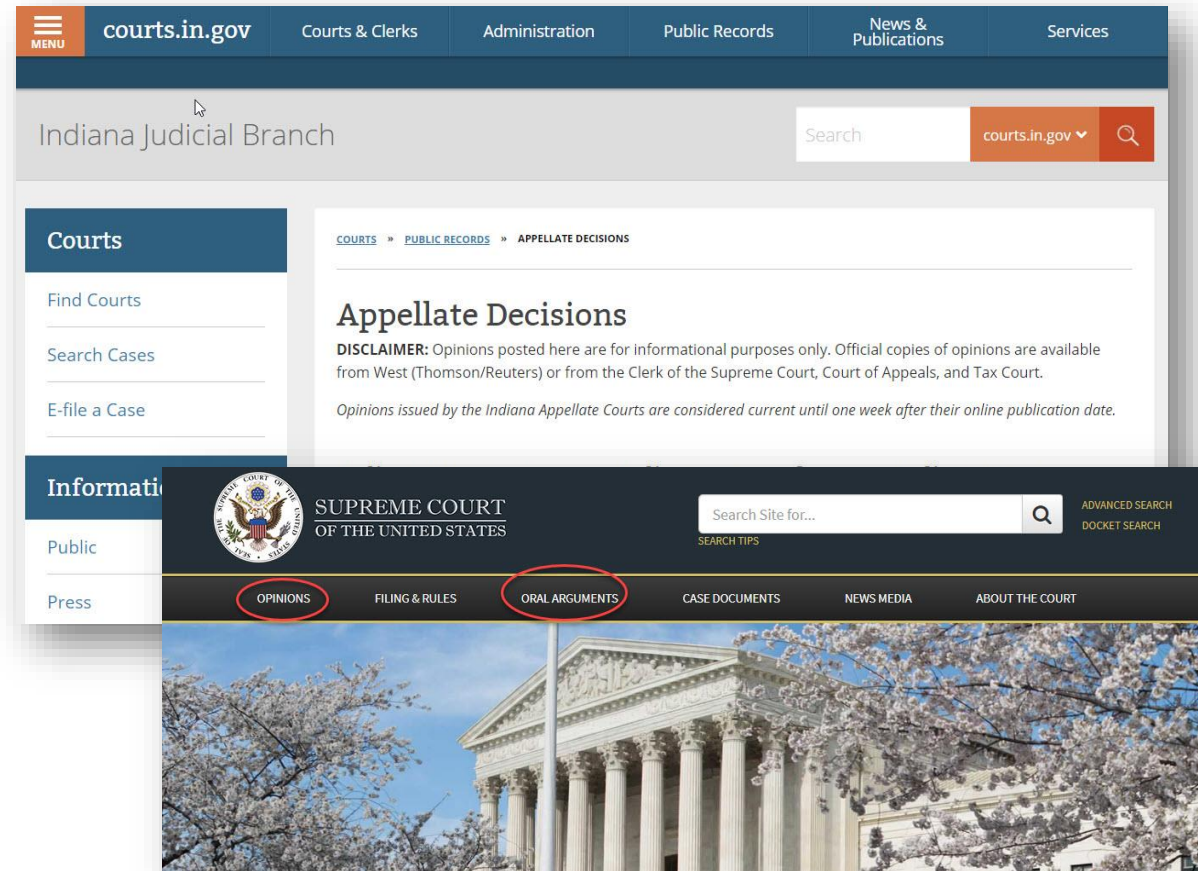 MENU
courts.in.gov
Courts & Clerks
Administration
Public Records
News &
Publications
Services
Indiana Judicial Branch
Search
courts.in.gov
Courts
Find Courts
Search Cases
E-file a Case
COURTS » PUBLIC RECORDS » APPELLATE DECISIONS
Appellate Decisions
DISCLAIMER: Opinions posted here are for informational purposes only. Official copies of opinions are available
from West (Thomson/Reuters) or from the Clerk of the Supreme Court, Court of Appeals, and Tax Court.
Opinions issued by the Indiana Appellate Courts are considered current until one week after their online publication date.
Informati
Public
Press
SUPREME COURT
OF THE UNITED STATES
Search Site for...
SEARCH TIPS
ADVANCED SEARCH
DOCKET SEARCH
OPINIONS
FILING & RULES
ORAL ARGUMENTS
CASE DOCUMENTS
NEWS MEDIA
ABOUT THE COURT